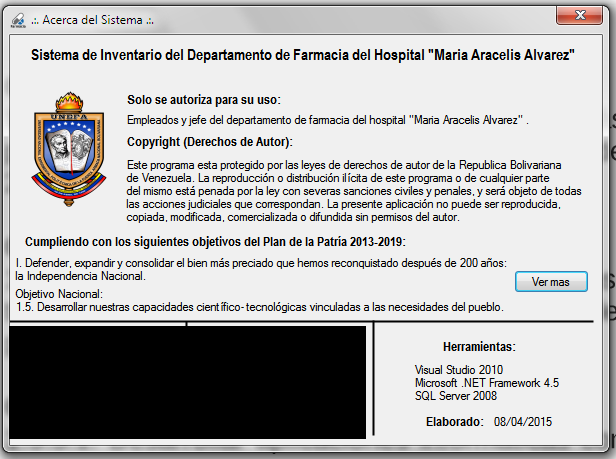 .:. Acerca del Sistema .:.
Sistema de Inventario del Departamento de Farmacia del Hospital "Maria Aracelis Alvarez"
UNEFA
Solo se autoriza para su uso:
Empleados y jefe del departamento de farmacia del hospital "Maria Aracelis Alvarez" .
Copyright (Derechos de Autor):
Este programa esta protegido por las leyes de derechos de autor de la Republica Bolivariana
de Venezuela. La reproducción o distribución ilícita de este programa o de cualquier parte
del mismo está penada por la ley con severas sanciones civiles y penales, y será objeto de todas
las acciones judiciales que correspondan. La presente aplicación no puede ser reproducida,
copiada, modificada, comercializada o difundida sin permisos del autor.
Cumpliendo con los siguientes objetivos del Plan de la Patria 2013-2019:
I. Defender, expandir y consolidar el bien más preciado que hemos reconquistado después de 200 años:
la Independencia Nacional.
Ver mas
Objetivo Nacional:
1.5. Desarrollar nuestras capacidades científico- tecnológicas vinculadas a las necesidades del pueblo.
Herramientas:
Visual Studio 2010
Microsoft .NET Framework 4.5
SQL Server 2008
Elaborado: 08/04/2015